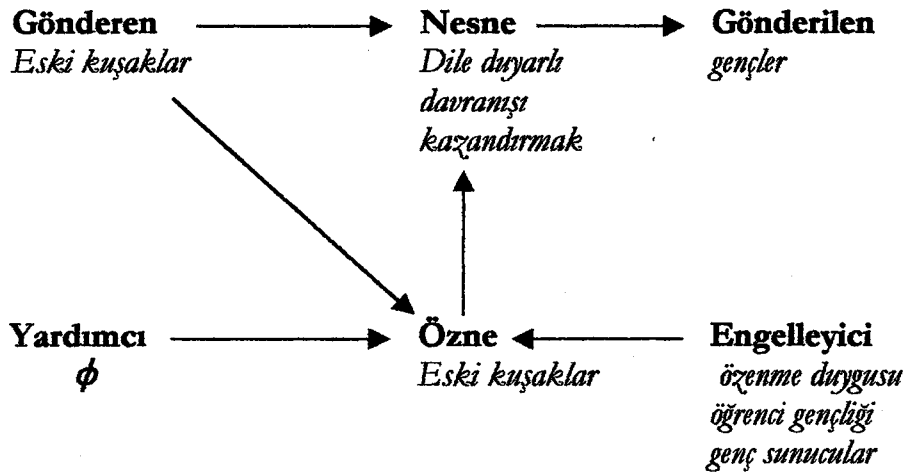 Gönderen
Eski kuşaklar
Nesne
Dile duyarlı
davranışı
kazandırmak
Gönderilen
gençler
Yardımcı
ϕ
Özne
Eski kuşaklar
Engelleyici
özenme duygusu
öğrenci gençliği
genç sunucular